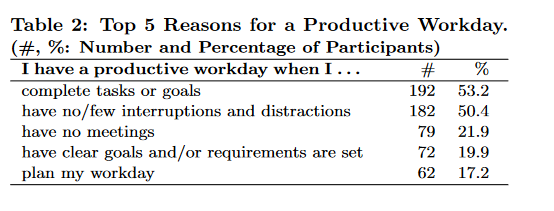 Table 2: Top 5 Reasons for a Productive Workday.
(#, %: Number and Percentage of Participants)
I have a productive workday when I . . . # %
complete tasks or goals 192 53.2
have no/few interruptions and distractions 182 50.4
have no meetings 79 21.9
have clear goals and/or requirements are set 72 19.9
plan my workday 62 17.2